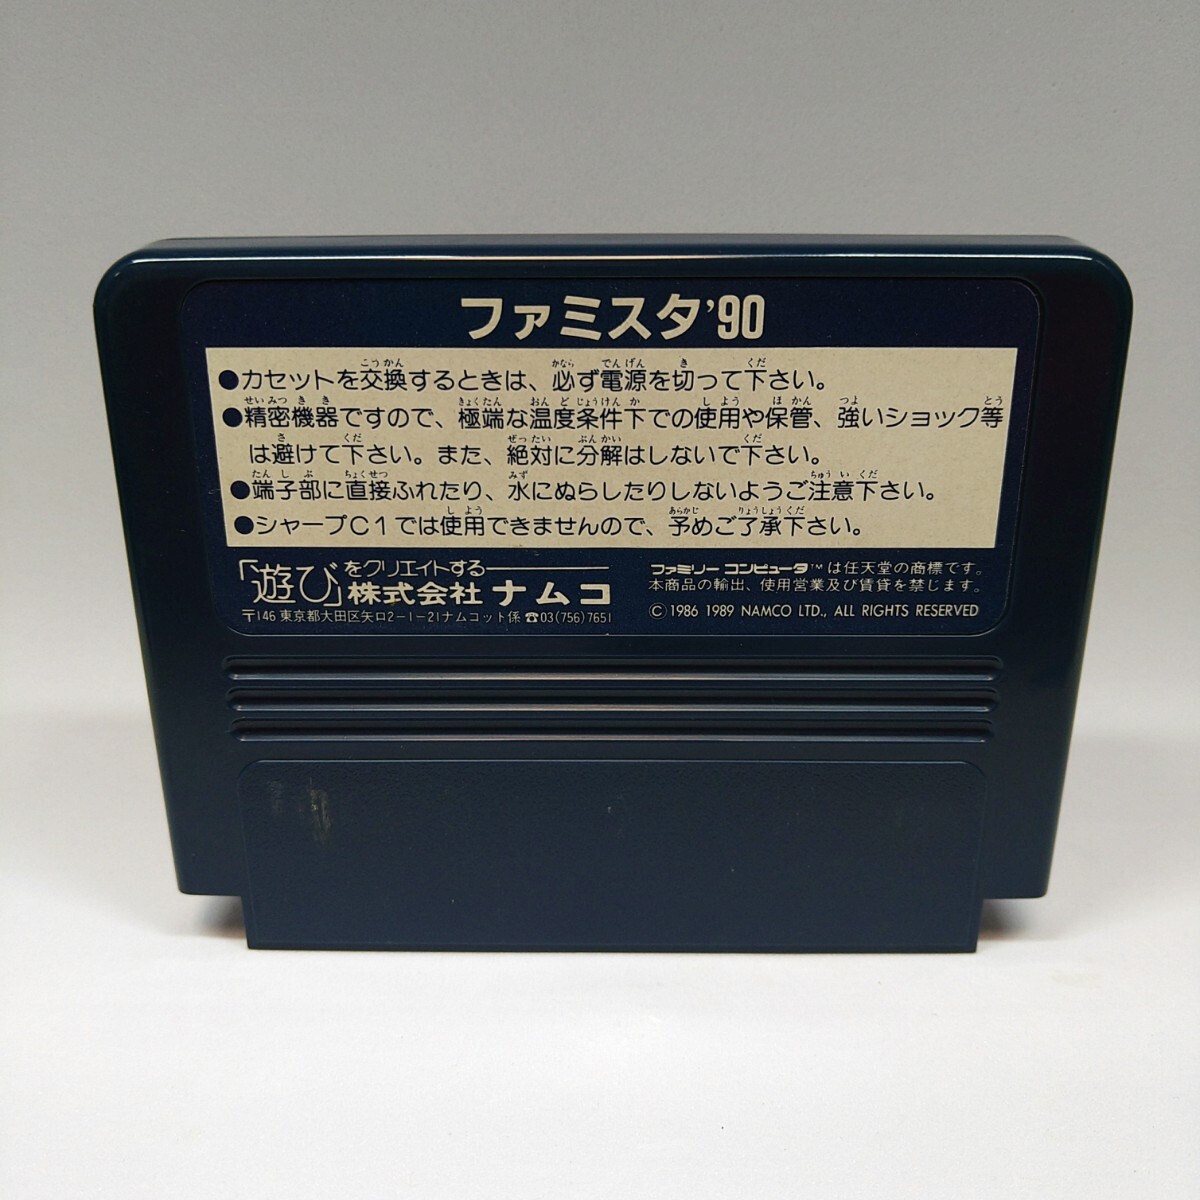 ファミスタ'90
●カセットを交換するときは、必ず電源を切って下さい。
●精密機器ですので、極端な温度条件下での使用や保管、強いショック等
は避けて下さい。また、絶対に分解はしないで下さい。
●端子部に直接ふれたり、水にぬらしたりしないようご注意下さい。
●シャープC1では使用できませんので、予めご了承下さい。
「遊び」をクリエイトする
株式会社 ナムコ
〒146 東京都大田区矢口2-1-21ナムコット係 ☎03(756)7651
ファミリー コンピュータ™は任天堂の商標です。
本商品の輸出、使用営業及び賃貸を禁じます。
© 1986 1989 NAMCO LTD., ALL RIGHTS RESERVED